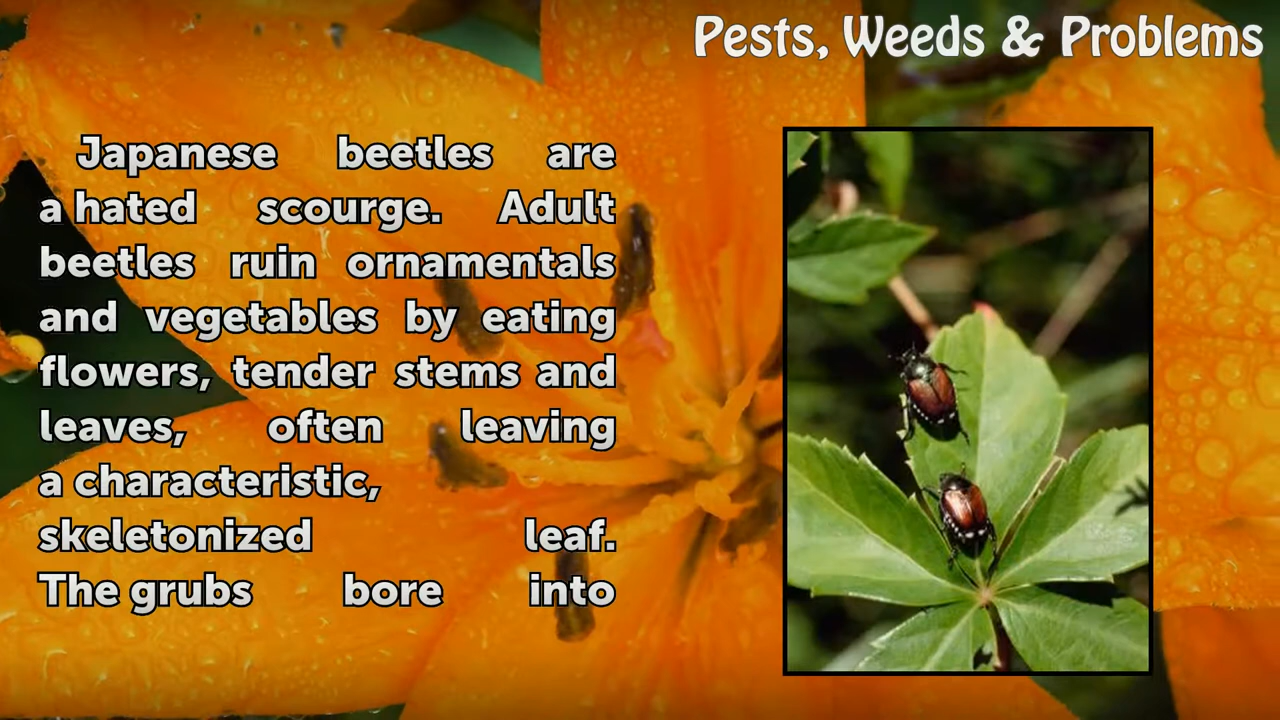 Pests, Weeds & Problems
Japanese beetles are
a hated scourge. Adult
beetles ruin ornamentals
and vegetables by eating
flowers, tender stems and
leaves, often leaving
a characteristic,
skeletonized leaf.
The grubs bore into